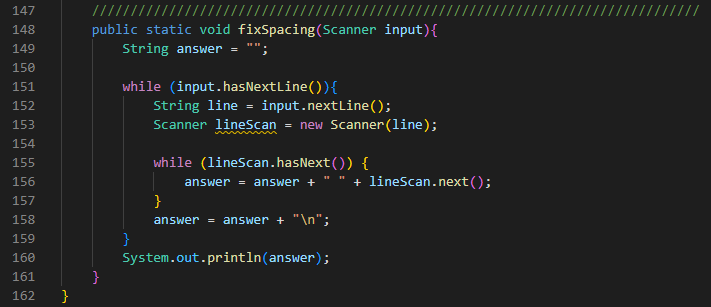 147 ///////////////////////////////////////////////////////////////////////////////
148 public static void fixSpacing(Scanner input){
149     String answer = "";
150
151     while (input.hasNextLine()){
152         String line = input.nextLine();
153         Scanner lineScan = new Scanner(line);
154
155         while (lineScan.hasNext()) {
156             answer = answer + " " + lineScan.next();
157         }
158         answer = answer + "\n";
159     }
160     System.out.println(answer);
161 }
162 }